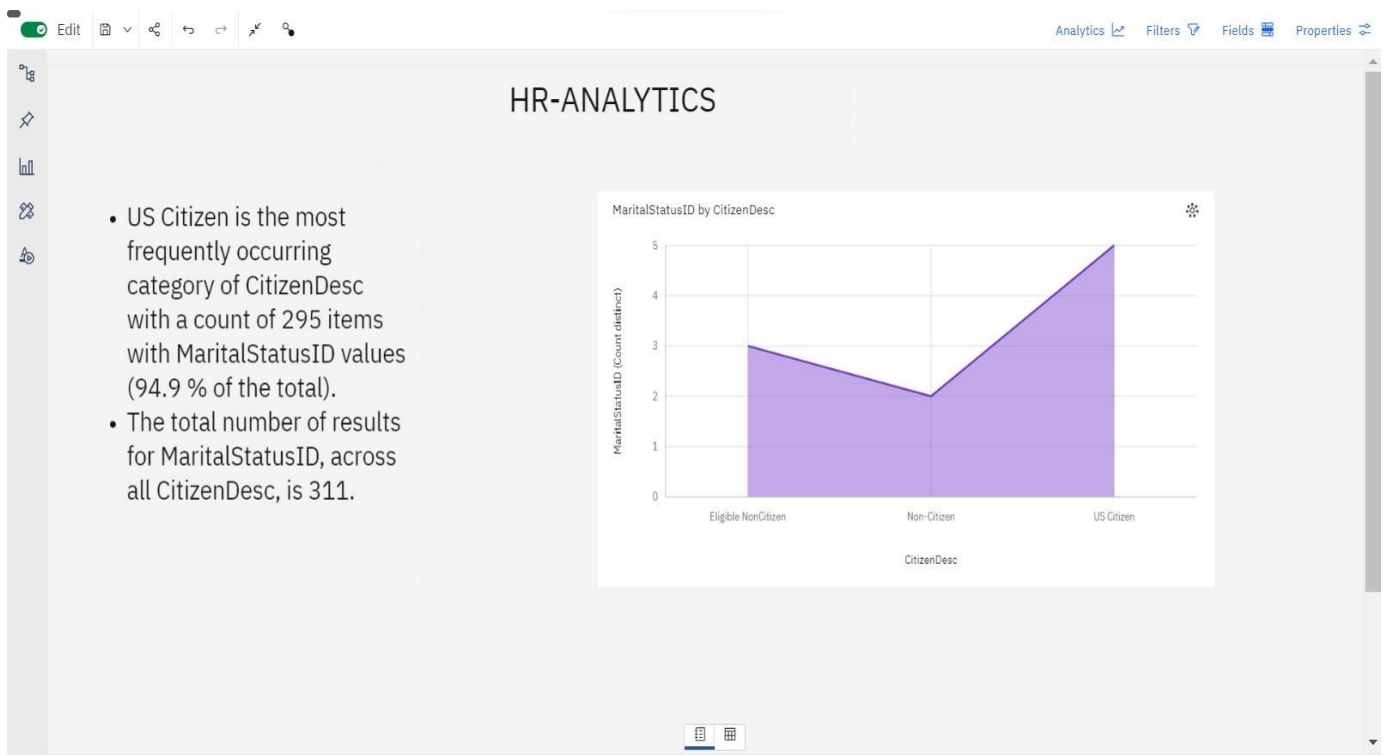 Edit
Analytics
Filters
Fields
Properties
HR-ANALYTICS
• US Citizen is the most
frequently occurring
category of CitizenDesc
with a count of 295 items
with MaritalStatusID values
(94.9 % of the total).
• The total number of results
for MaritalStatusID, across
all CitizenDesc, is 311.
MaritalStatusID by CitizenDesc
MaritalStatusID (Count distinct)
5
4
3
2
1
0
Eligible NonCitizen
Non-Citizen
US Citizen
CitizenDesc